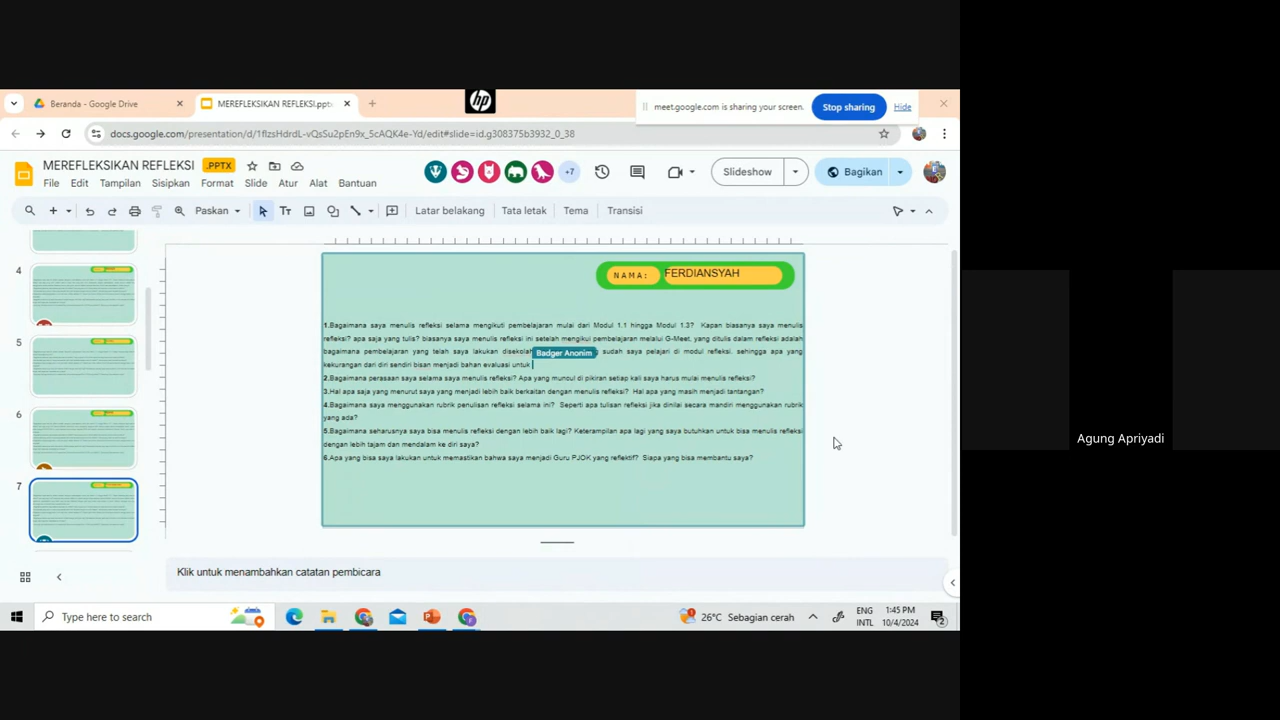 Beranda - Google Drive
MEREFLEKSIKAN REFLEKSI.pptx
hp
meet.google.com is sharing your screen.
Stop sharing
Hide
docs.google.com/presentation/d/1flzsHdrdL-vQsSu2pEn9x_5cAQK4e-Yd/edit#slide=id.g308375b3932_0_38
MEREFLEKSIKAN REFLEKSI .PPTX
+7
Slideshow
Bagikan
File Edit Tampilan Sisipkan Format Slide Atur Alat Bantuan
Paskan
Tt
Latar belakang Tata letak Tema Transisi
4
5
6
7
NAMA: FERDIANSYAH
1.Bagaimana saya menulis refleksi selama mengikuti pembelajaran mulai dari Modul 1.1 hingga Modul 1.3? Kapan biasanya saya menulis
refleksi? apa saja yang tulis? biasanya saya menulis refleksi ini setelah mengikui pembelajaran melalui G-Meet, yang ditulis dalam refleksi adalah
bagaimana pembelajaran yang telah saya lakukan disekolah Badger Anonim sudah saya pelajari di modul refleksi. sehingga apa yang
kekurangan dari diri sendiri bisan menjadi bahan evaluasi untuk
2.Bagaimana perasaan saya selama saya menulis refleksi? Apa yang muncul di pikiran setiap kali saya harus mulai menulis refleksi?
3.Hal apa saja yang menurut saya yang menjadi lebih baik berkaitan dengan menulis refleksi? Hal apa yang masih menjadi tantangan?
4.Bagaimana saya menggunakan rubrik penulisan refleksi selama ini? Seperti apa tulisan refleksi jika dinilai secara mandiri menggunakan rubrik
yang ada?
5.Bagaimana seharusnya saya bisa menulis refleksi dengan lebih baik lagi? Keterampilan apa lagi yang saya butuhkan untuk bisa menulis refleksi
dengan lebih tajam dan mendalam ke diri saya?
6.Apa yang bisa saya lakukan untuk memastikan bahwa saya menjadi Guru PJOK yang reflektif? Siapa yang bisa membantu saya?
Klik untuk menambahkan catatan pembicara
Agung Apriyadi
Type here to search
26°C Sebagian cerah
ENG
INTL
1:45 PM
10/4/2024
2